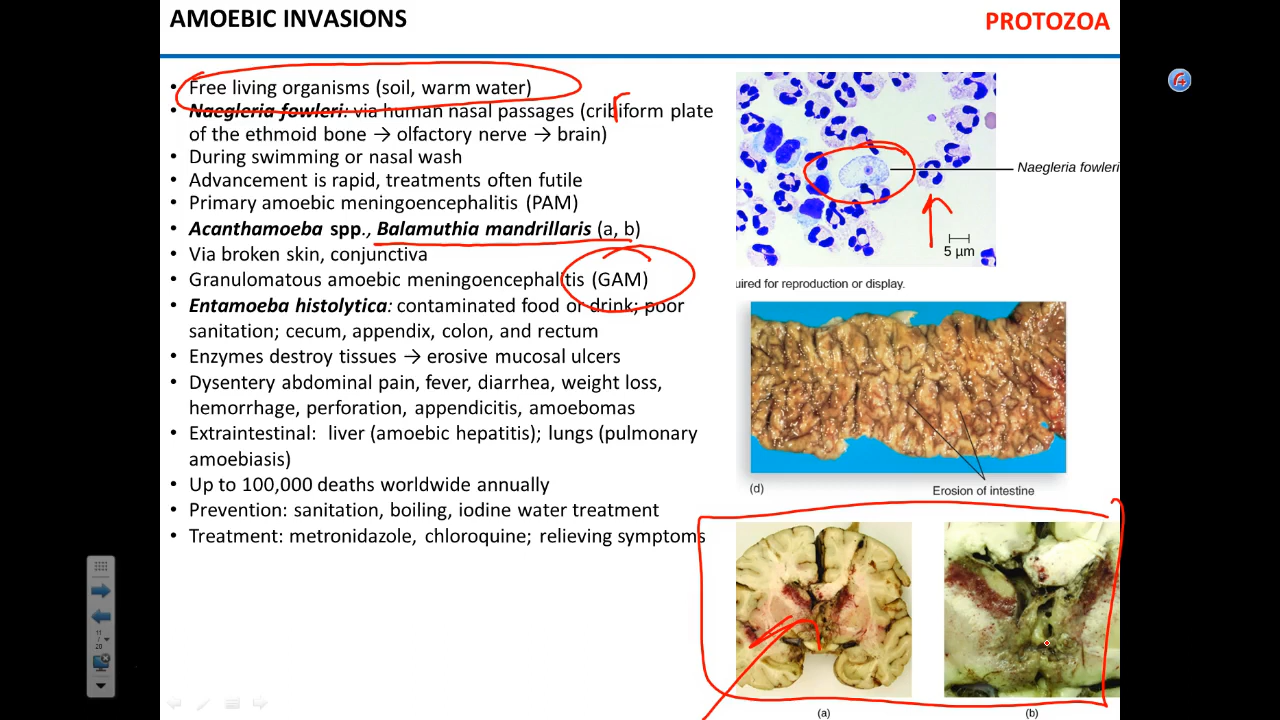 AMOEBIC INVASIONS
PROTOZOA
• Free living organisms (soil, warm water)
• Naegleria fowleri: via human nasal passages (cribriform plate
of the ethmoid bone → olfactory nerve → brain)
• During swimming or nasal wash
• Advancement is rapid, treatments often futile
• Primary amoebic meningoencephalitis (PAM)
• Acanthamoeba spp., Balamuthia mandrillaris (a, b)
• Via broken skin, conjunctiva
• Granulomatous amoebic meningoencephalitis (GAM)
• Entamoeba histolytica: contaminated food or drink; poor
sanitation; cecum, appendix, colon, and rectum
• Enzymes destroy tissues → erosive mucosal ulcers
• Dysentery abdominal pain, fever, diarrhea, weight loss,
hemorrhage, perforation, appendicitis, amoebomas
• Extraintestinal: liver (amoebic hepatitis); lungs (pulmonary
amoebiasis)
• Up to 100,000 deaths worldwide annually
• Prevention: sanitation, boiling, iodine water treatment
• Treatment: metronidazole, chloroquine; relieving symptoms
Naegleria fowleri
5 µm
uired for reproduction or display.
(d)
Erosion of intestine
(a)
(b)
11
/
20